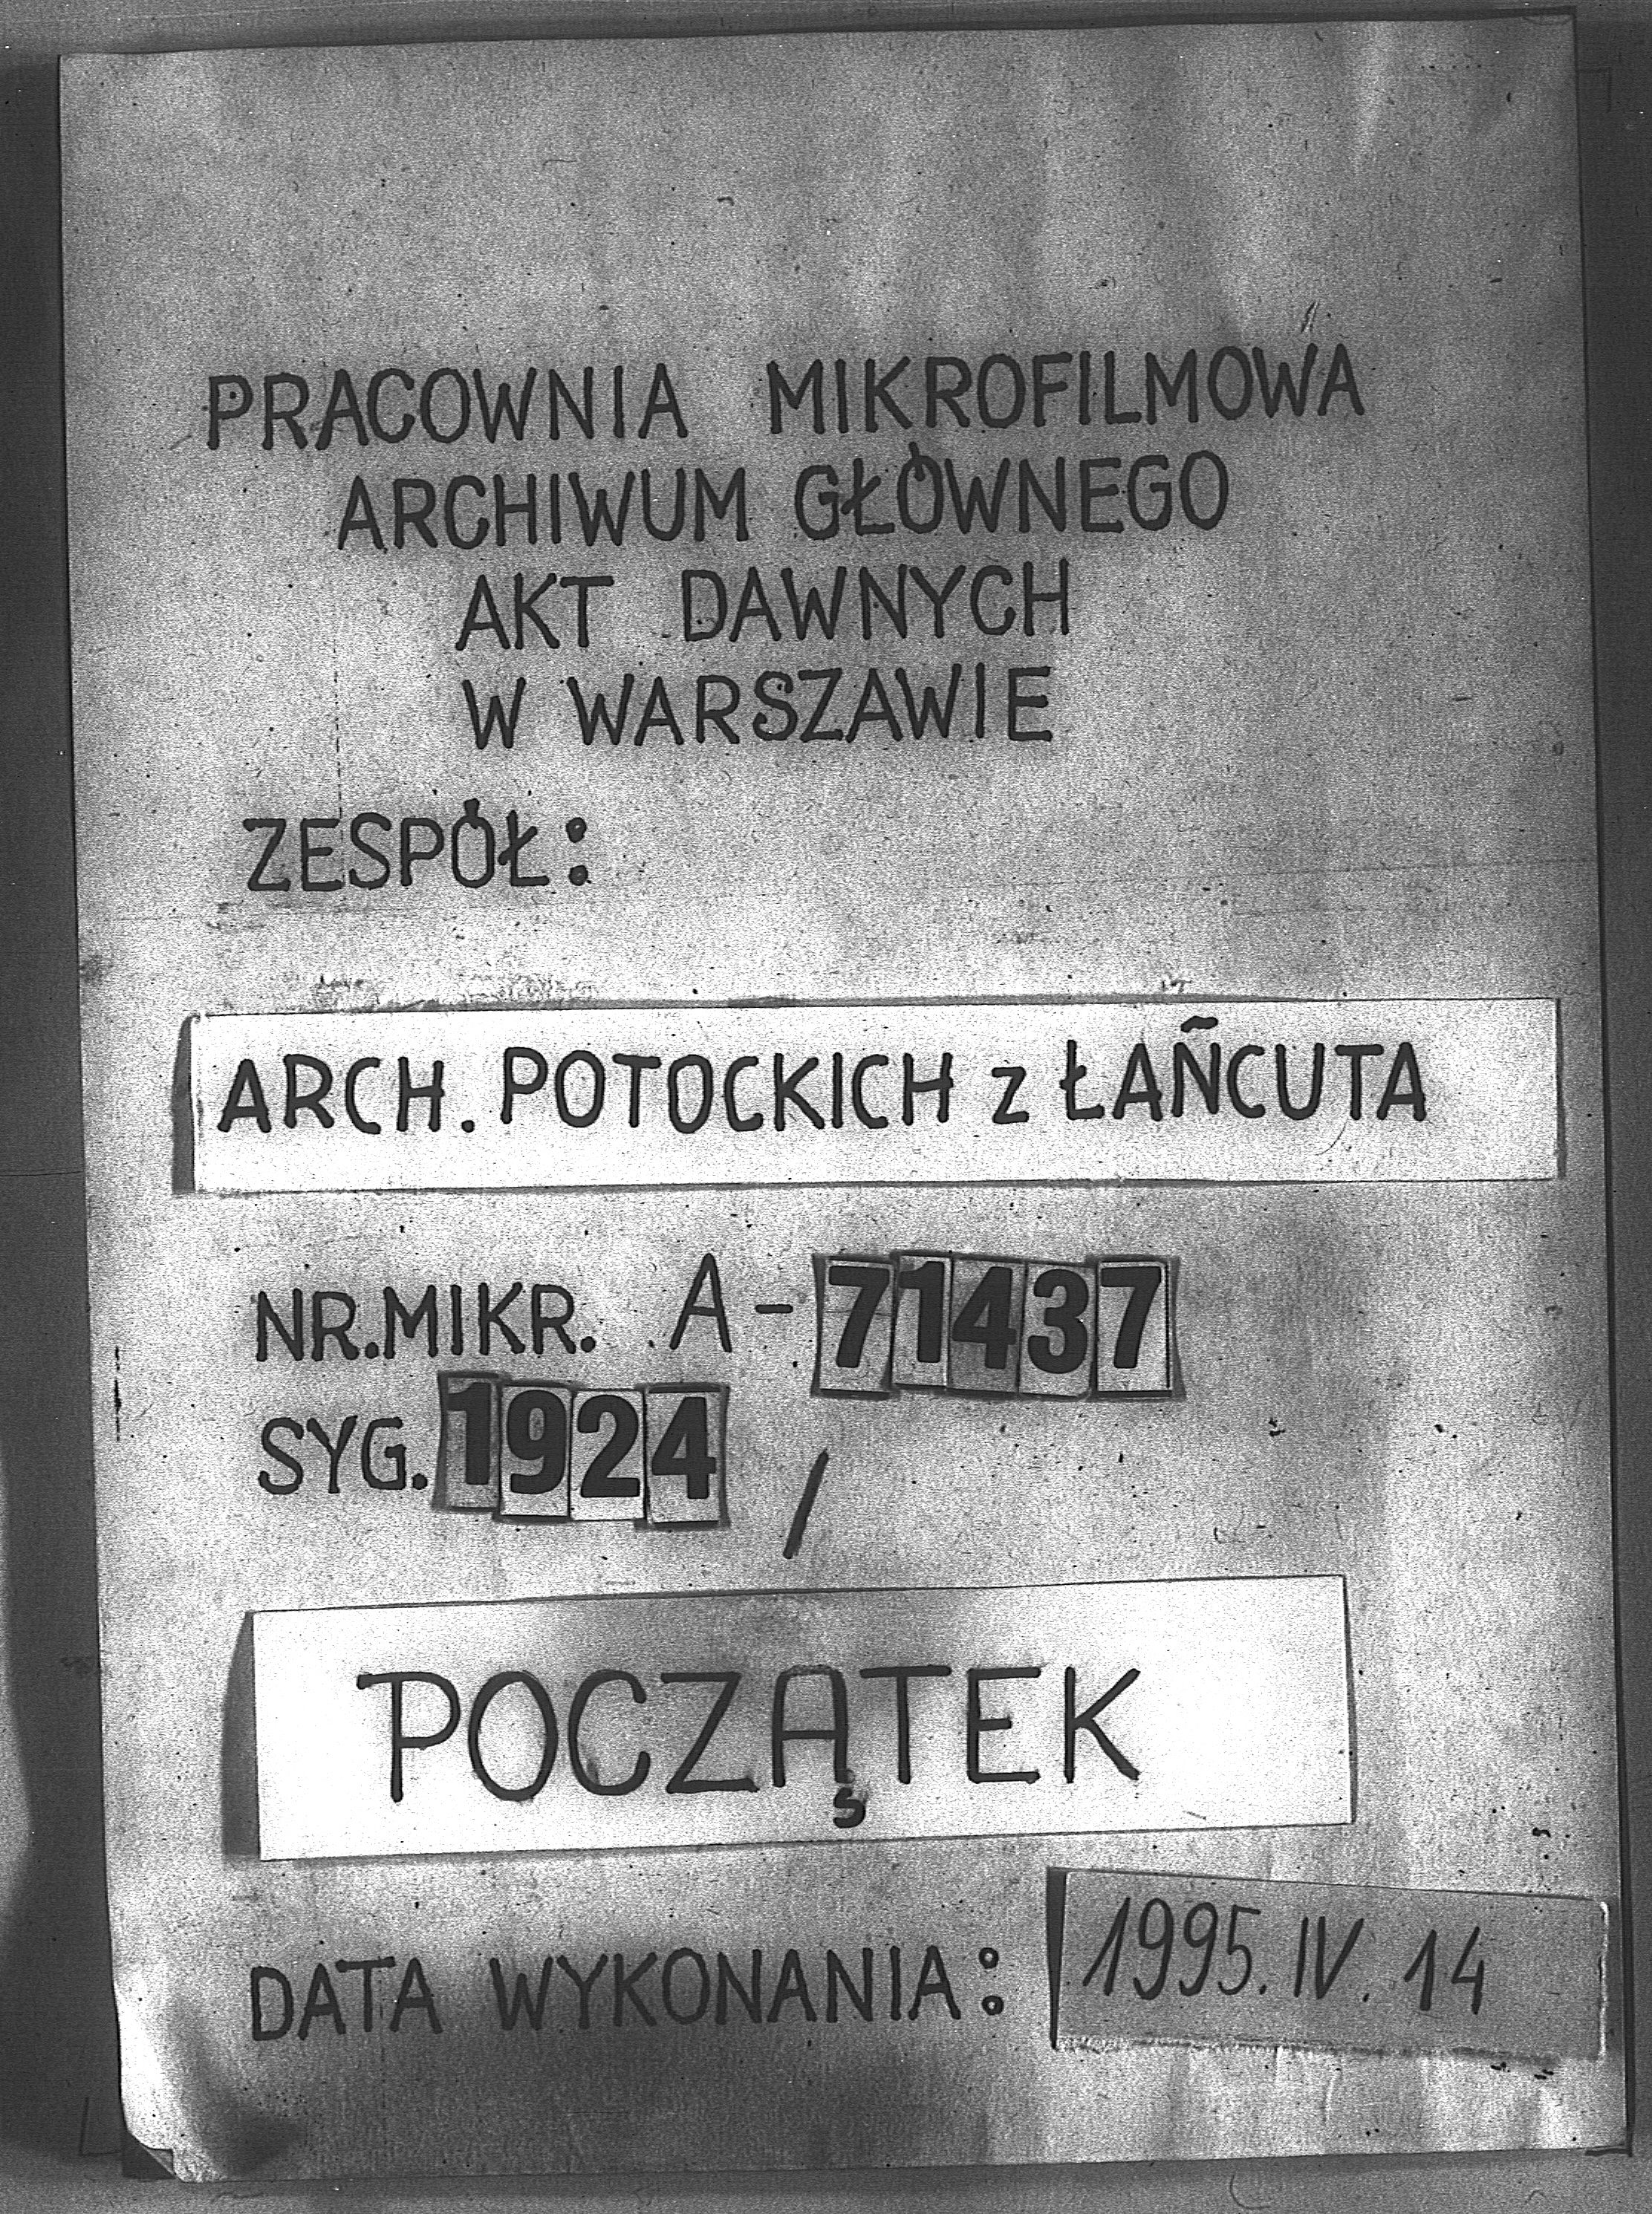 PRACOWNIA MIKROFILMOWA
ARCHIWUM GŁÓWNEGO
AKT DAWNYCH
W WARSZAWIE
ZESPÓŁ:
ARCH. POTOCKICH z ŁAŃCUTA
NR. MIKR. A-71437
SYG. 1924 /
POCZĄTEK
DATA WYKONANIA: 1995. IV. 14